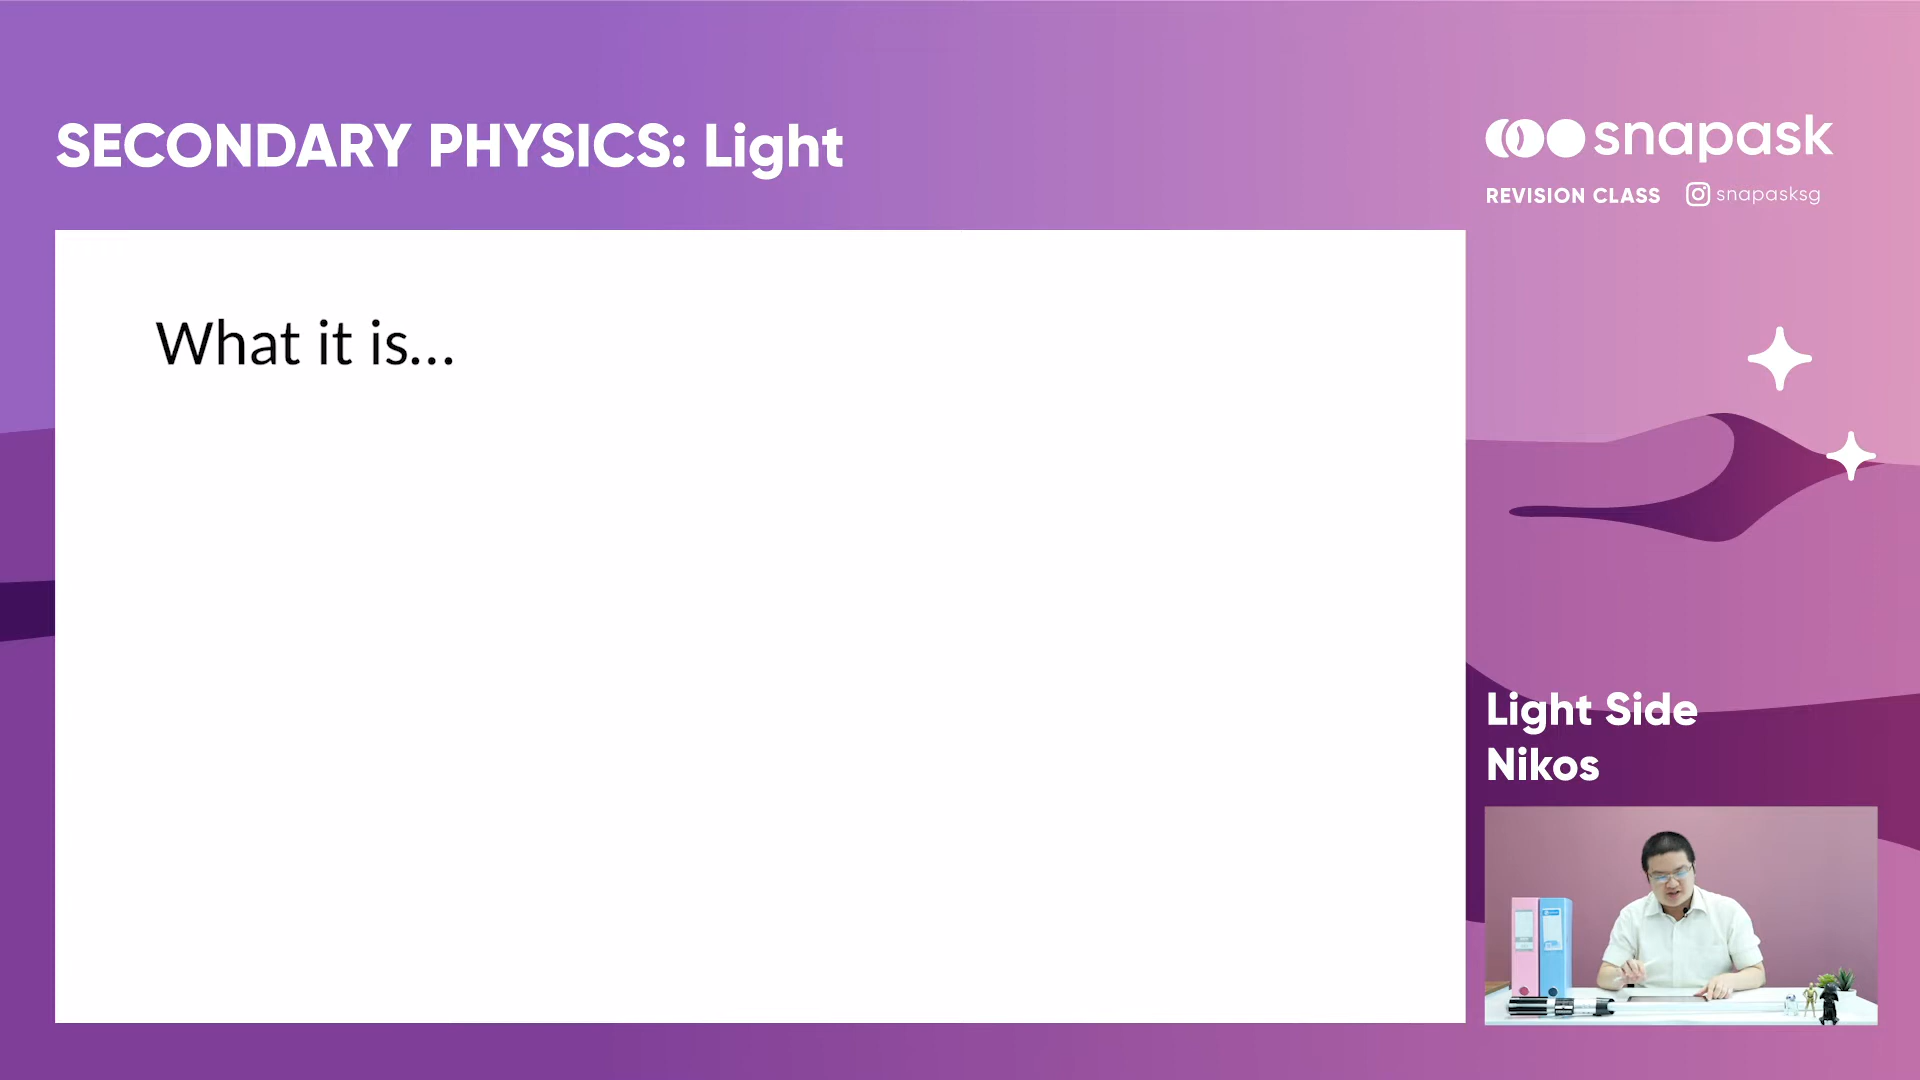 SECONDARY PHYSICS: Light
snapask
REVISION CLASS snapasksg
What it is...
Light Side
Nikos